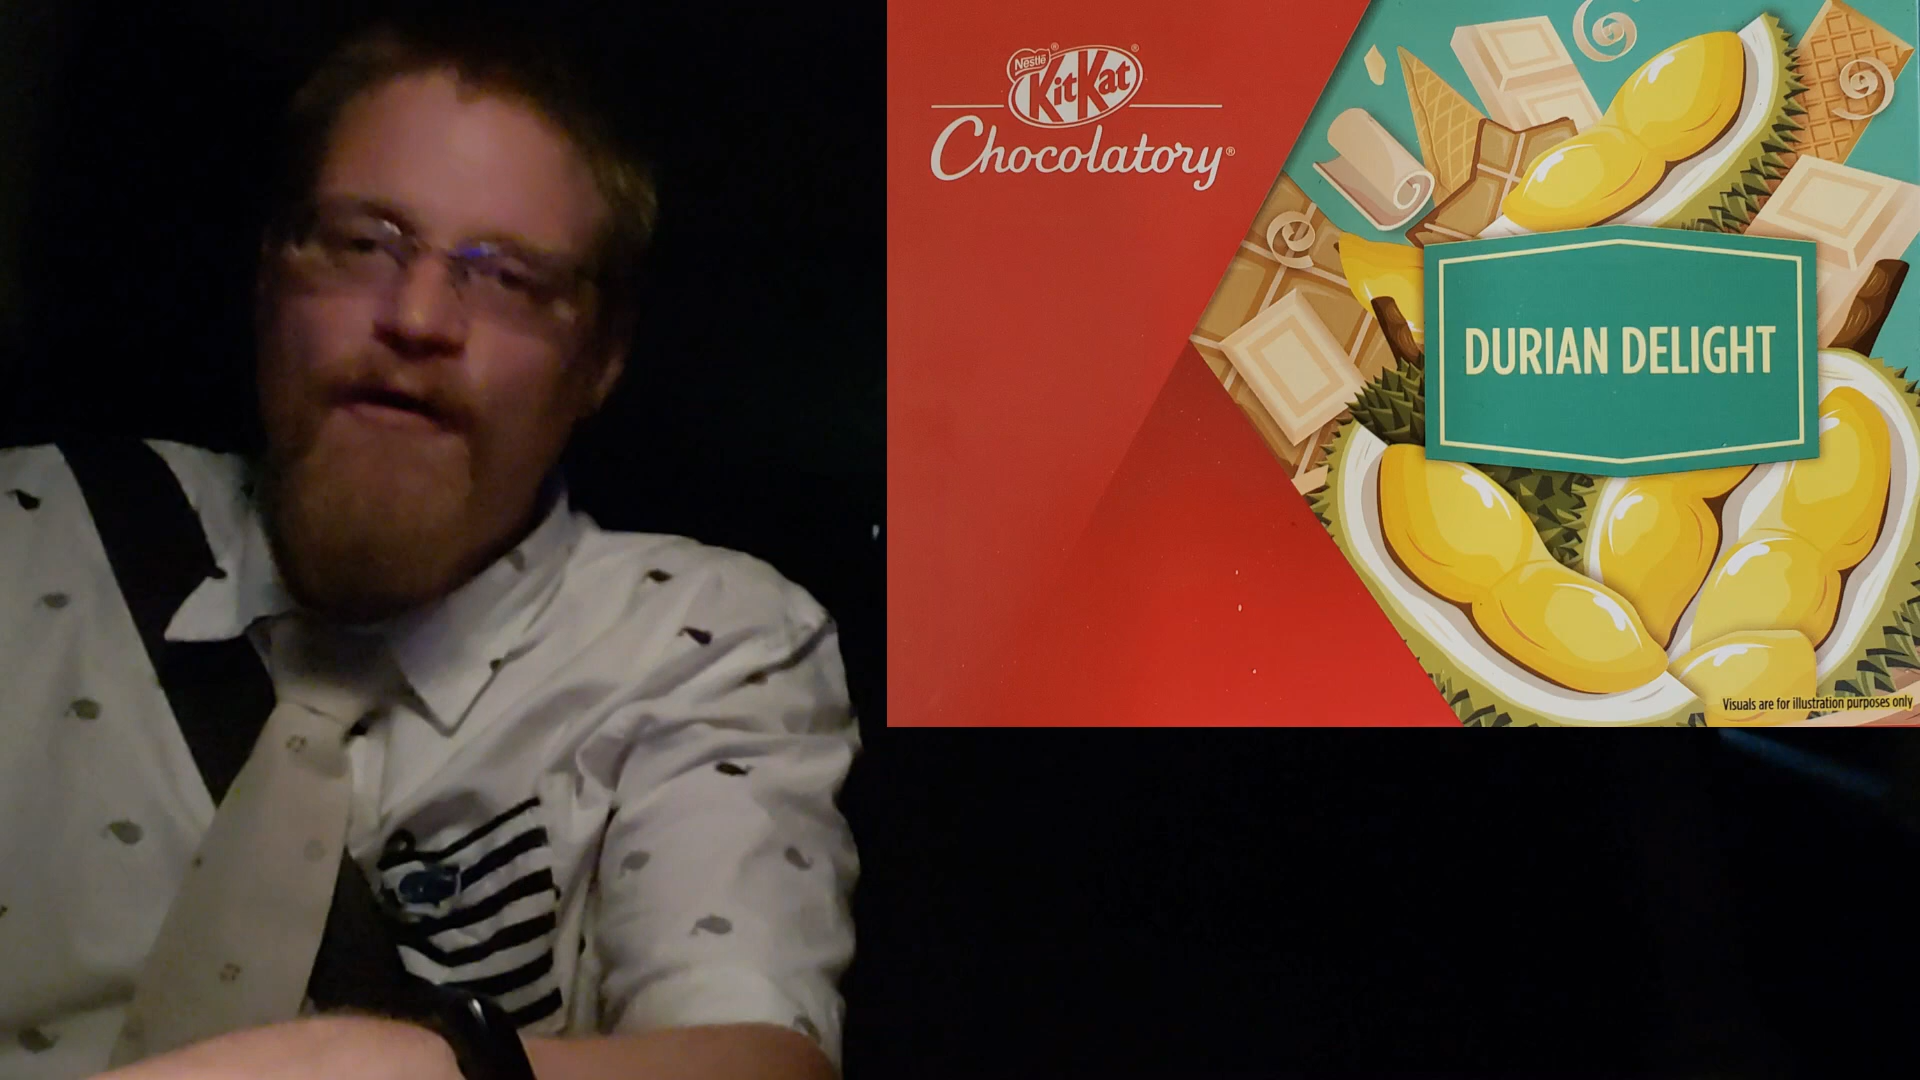 Nestlé®
KitKat®
Chocolatory®
DURIAN DELIGHT
Visuals are for illustration purposes only